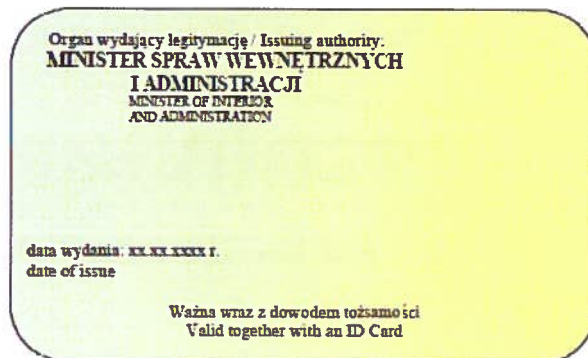 Organ wydający legitymację / Issuing authority:
MINISTER SPRAW WEWNĘTRZNYCH
I ADMINISTRACJI
MINISTER OF INTERIOR
AND ADMINISTRATION
data wydania: xx.xx.xxxx r.
date of issue
Ważna wraz z dowodem tożsamości
Valid together with an ID Card